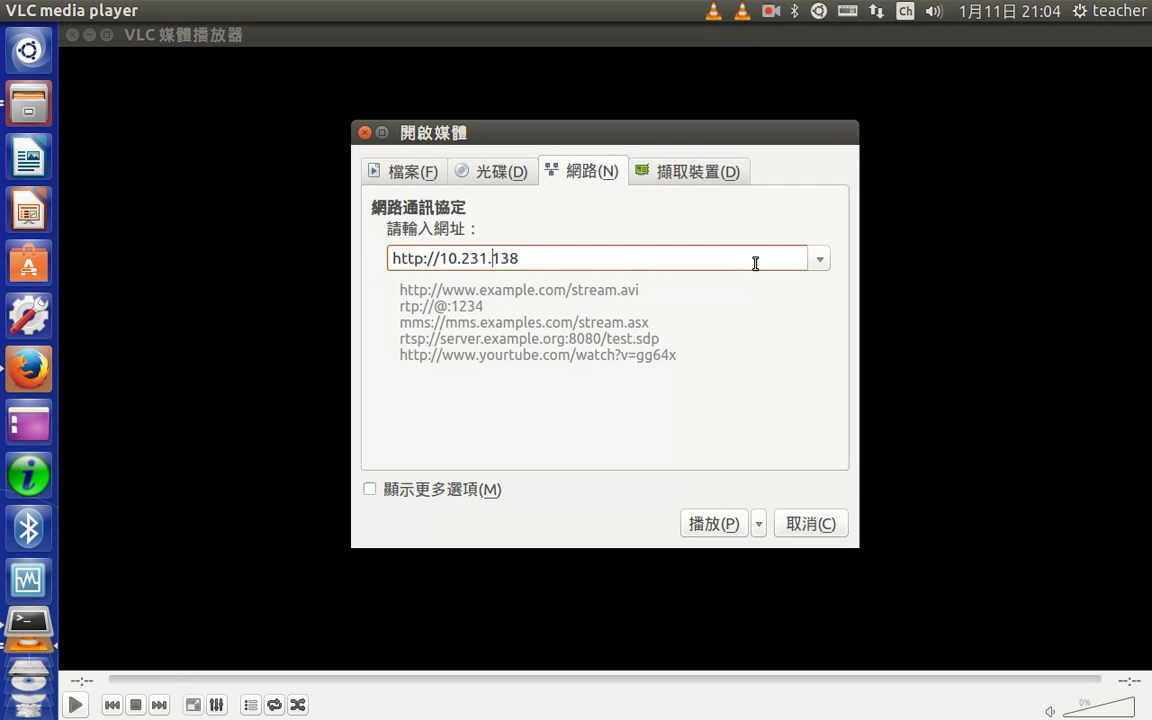 VLC media player
Ch
1月11日 21:04
teacher
VLC 媒體播放器
開啟媒體
檔案(F)
光碟(D)
網路(N)
擷取裝置(D)
網路通訊協定
請輸入網址：
http://10.231.138
http://www.example.com/stream.avi
rtp://@:1234
mms://mms.examples.com/stream.asx
rtsp://server.example.org:8080/test.sdp
http://www.yourtube.com/watch?v=gg64x
顯示更多選項(M)
播放(P)
取消(C)
--:--
--:--
0%